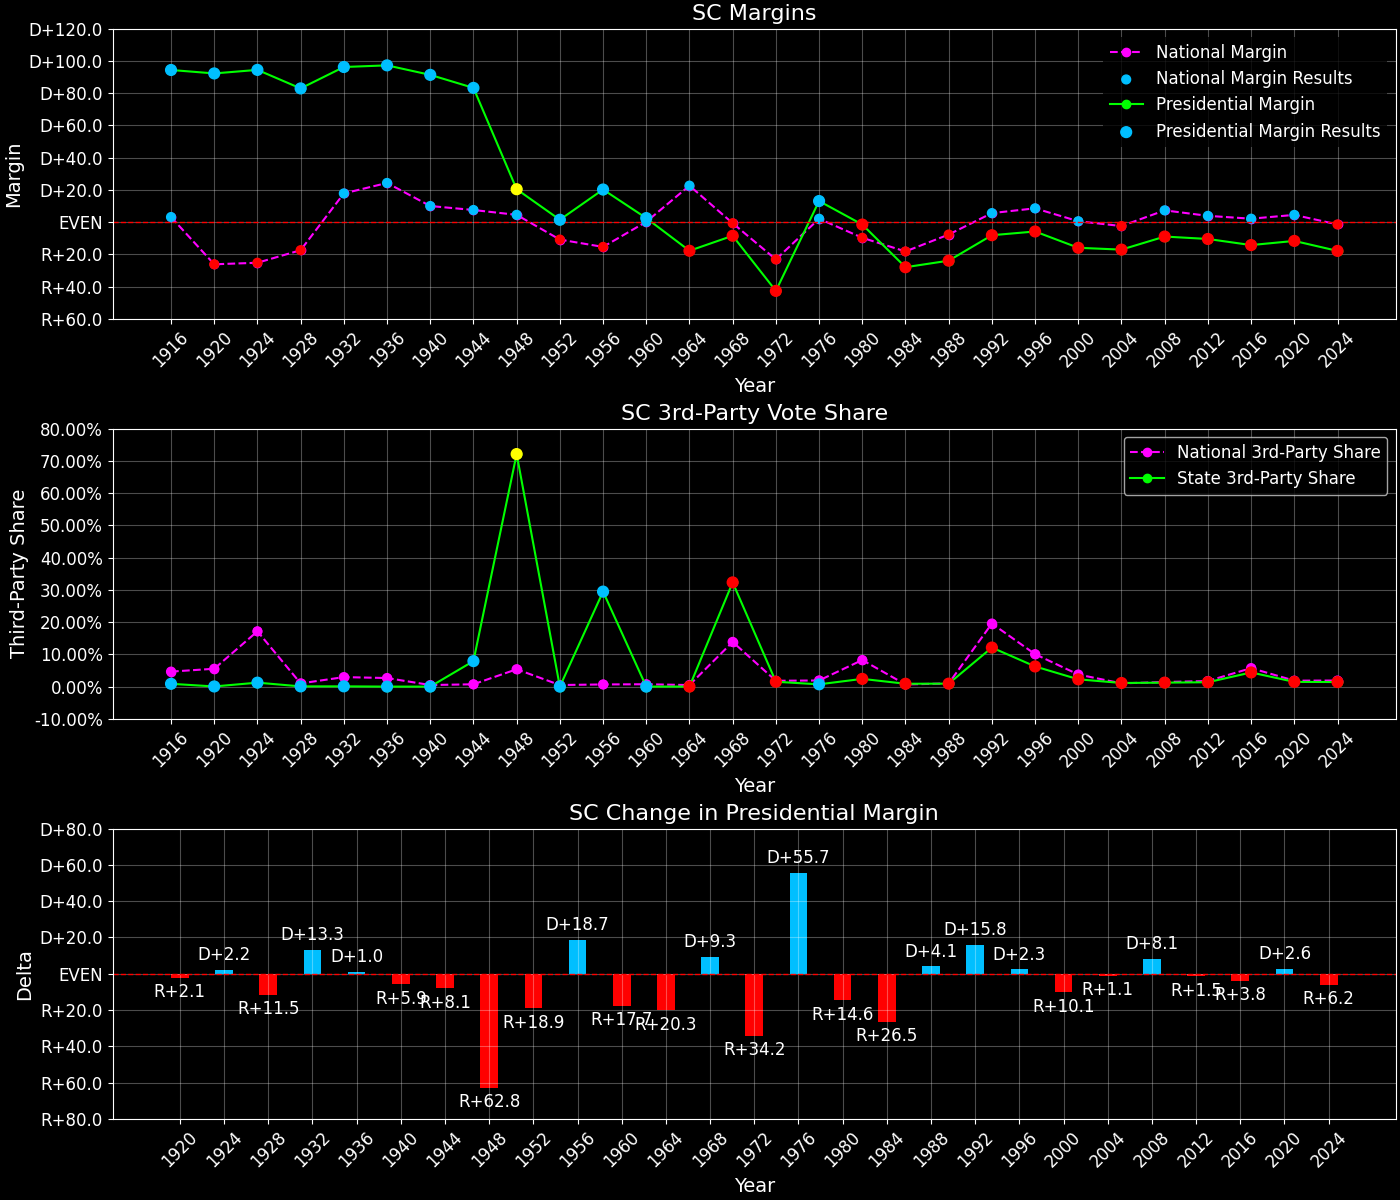 SC Margins
D+120.0
D+100.0
D+80.0
D+60.0
D+40.0
D+20.0
EVEN
R+20.0
R+40.0
R+60.0
Margin
National Margin
National Margin Results
Presidential Margin
Presidential Margin Results
1916 1920 1924 1928 1932 1936 1940 1944 1948 1952 1956 1960 1964 1968 1972 1976 1980 1984 1988 1992 1996 2000 2004 2008 2012 2016 2020 2024
Year
SC 3rd-Party Vote Share
80.00%
70.00%
60.00%
50.00%
40.00%
30.00%
20.00%
10.00%
0.00%
-10.00%
Third-Party Share
National 3rd-Party Share
State 3rd-Party Share
1916 1920 1924 1928 1932 1936 1940 1944 1948 1952 1956 1960 1964 1968 1972 1976 1980 1984 1988 1992 1996 2000 2004 2008 2012 2016 2020 2024
Year
SC Change in Presidential Margin
D+80.0
D+60.0
D+40.0
D+20.0
EVEN
R+20.0
R+40.0
R+60.0
R+80.0
Delta
R+2.1
D+2.2
R+11.5
D+13.3
D+1.0
R+5.9
R+8.1
R+62.8
R+18.9
D+18.7
R+17.7
R+20.3
D+9.3
R+34.2
D+55.7
R+14.6
R+26.5
D+4.1
D+15.8
D+2.3
R+10.1
R+1.1
D+8.1
R+1.5
R+3.8
D+2.6
R+6.2
1920 1924 1928 1932 1936 1940 1944 1948 1952 1956 1960 1964 1968 1972 1976 1980 1984 1988 1992 1996 2000 2004 2008 2012 2016 2020 2024
Year